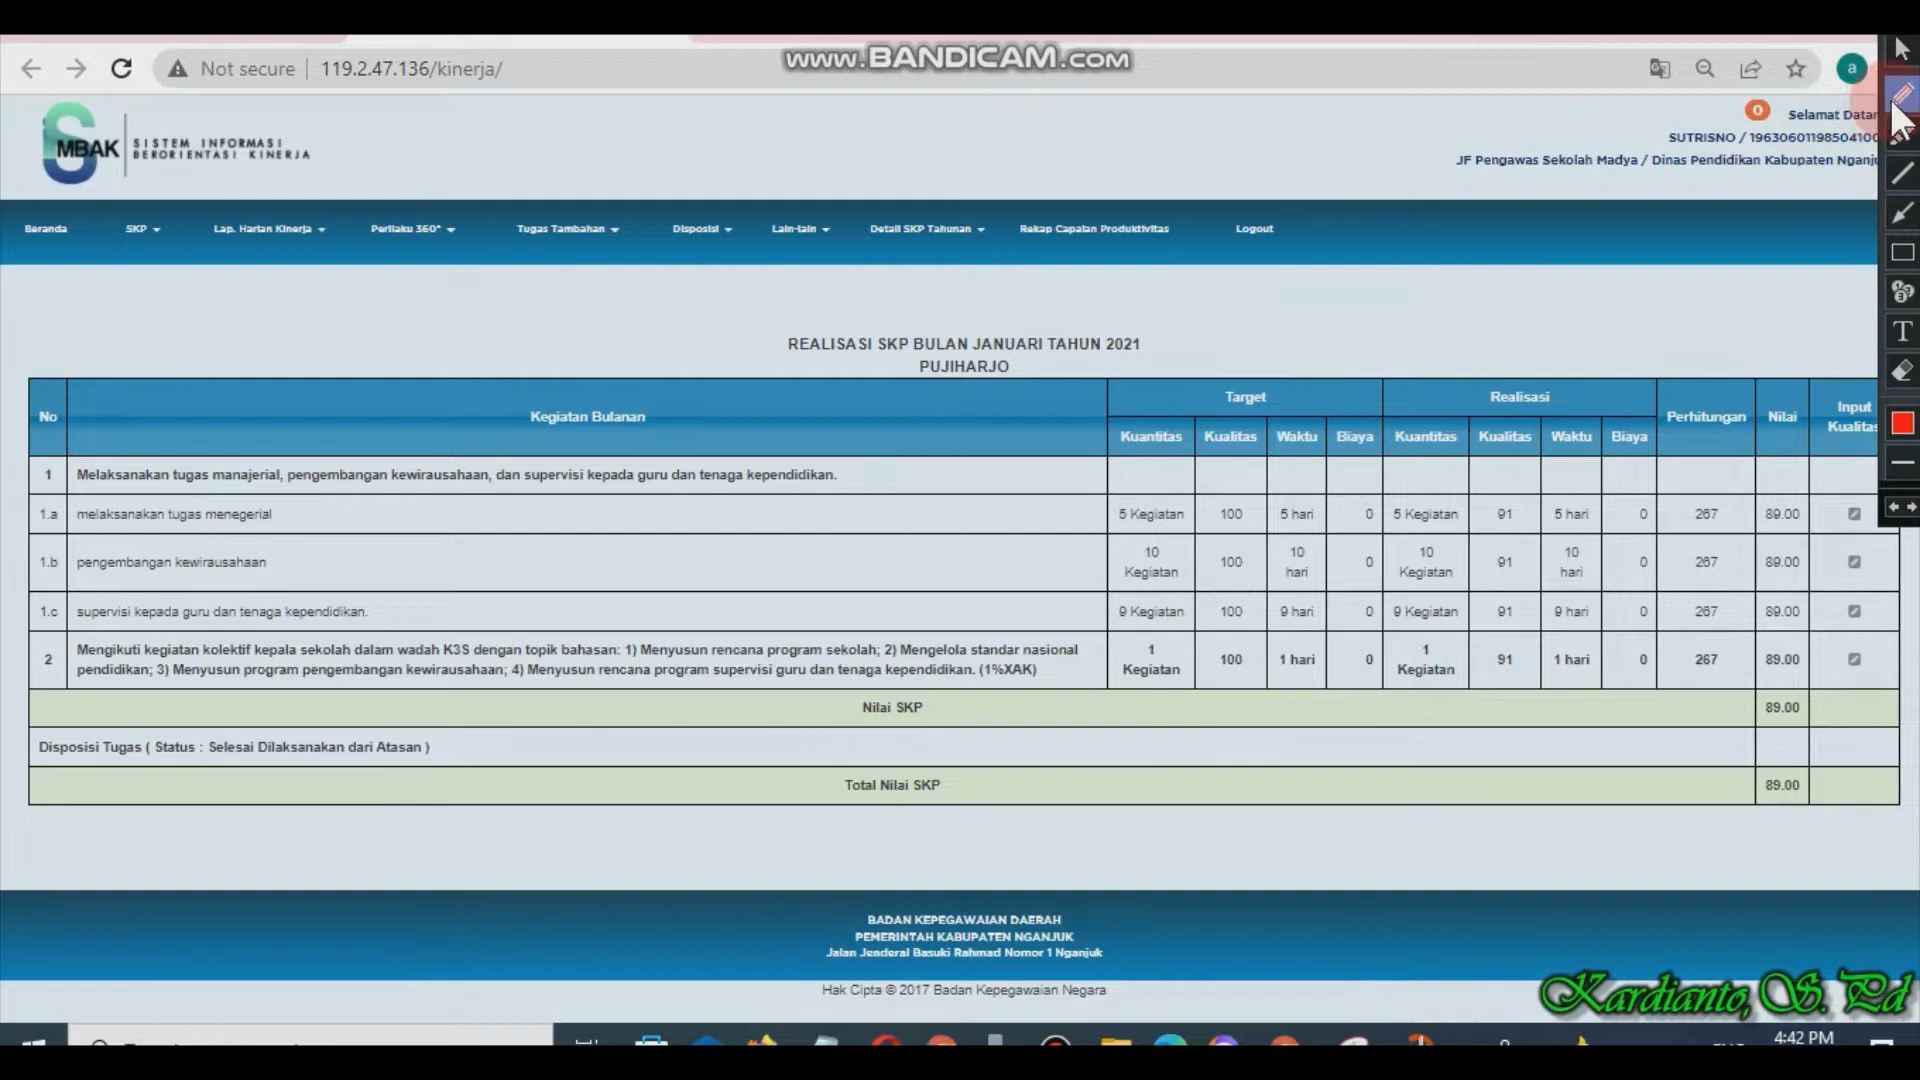 www.BANDICAM.com
Not secure 119.2.47.136/kinerja/
a
MBAK
SISTEM INFORMASI
BERORIENTASI KINERJA
0
Selamat Datan
SUTRISNO / 19630601198504100
JF Pengawas Sekolah Madya / Dinas Pendidikan Kabupaten Nganju
Beranda SKP Lap. Harian Kinerja Perilaku 360° Tugas Tambahan Disposisi Lain-lain Detail SKP Tahunan Rekap Capaian Produktivitas Logout
REALISASI SKP BULAN JANUARI TAHUN 2021
PUJIHARJO
No Kegiatan Bulanan Target Realisasi Perhitungan Nilai Input Kualitas
Kuantitas Kualitas Waktu Biaya Kuantitas Kualitas Waktu Biaya
1 Melaksanakan tugas manajerial, pengembangan kewirausahaan, dan supervisi kepada guru dan tenaga kependidikan.
1.a melaksanakan tugas menegerial 5 Kegiatan 100 5 hari 0 5 Kegiatan 91 5 hari 0 267 89.00
1.b pengembangan kewirausahaan 10 Kegiatan 100 10 hari 0 10 Kegiatan 91 10 hari 0 267 89.00
1.c supervisi kepada guru dan tenaga kependidikan. 9 Kegiatan 100 9 hari 0 9 Kegiatan 91 9 hari 0 267 89.00
2 Mengikuti kegiatan kolektif kepala sekolah dalam wadah K3S dengan topik bahasan: 1) Menyusun rencana program sekolah; 2) Mengelola standar nasional
pendidikan; 3) Menyusun program pengembangan kewirausahaan; 4) Menyusun rencana program supervisi guru dan tenaga kependidikan. (1%XAK) 1 Kegiatan 100 1 hari 0 1 Kegiatan 91 1 hari 0 267 89.00
Nilai SKP 89.00
Disposisi Tugas ( Status : Selesai Dilaksanakan dari Atasan )
Total Nilai SKP 89.00
BADAN KEPEGAWAIAN DAERAH
PEMERINTAH KABUPATEN NGANJUK
Jalan Jenderal Basuki Rahmad Nomor 1 Nganjuk
Hak Cipta © 2017 Badan Kepegawaian Negara
Kardianto, S. Pd
4:42 PM